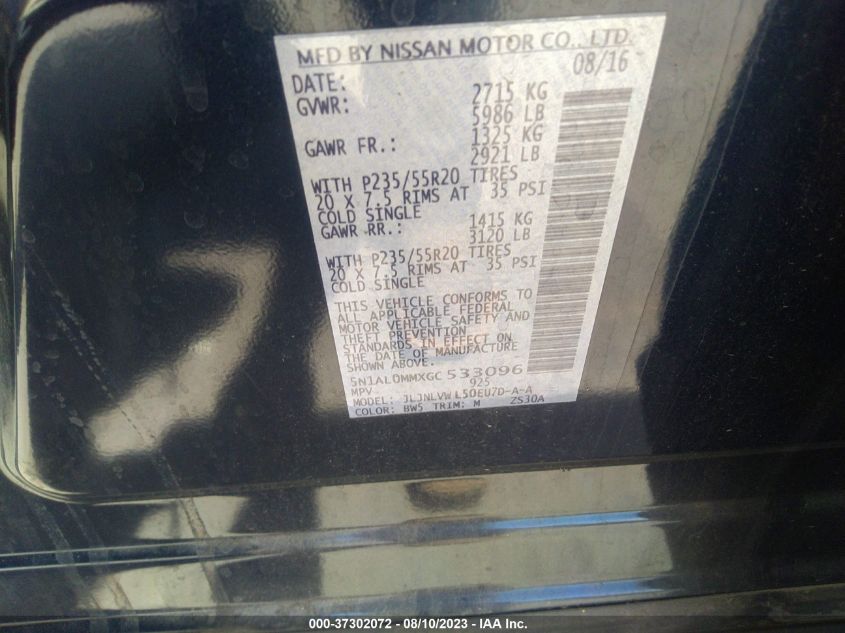 MFD BY NISSAN MOTOR CO., LTD.
DATE: 08/16
GVWR: 2715 KG
5986 LB
GAWR FR.: 1325 KG
2921 LB
WITH P235/55R20 TIRES
20 X 7.5 RIMS AT 35 PSI
COLD SINGLE
GAWR RR.: 1415 KG
3120 LB
WITH P235/55R20 TIRES
20 X 7.5 RIMS AT 35 PSI
COLD SINGLE
THIS VEHICLE CONFORMS TO
ALL APPLICABLE FEDERAL
MOTOR VEHICLE SAFETY AND
THEFT PREVENTION
STANDARDS IN EFFECT ON
THE DATE OF MANUFACTURE
SHOWN ABOVE.
5N1AL0MMXGC533096
MPV 925
MODEL: JLJNLVWL50EU7D-A-A
COLOR: BW5 TRIM: M ZS30A
000-37302072 - 08/10/2023 - IAA Inc.